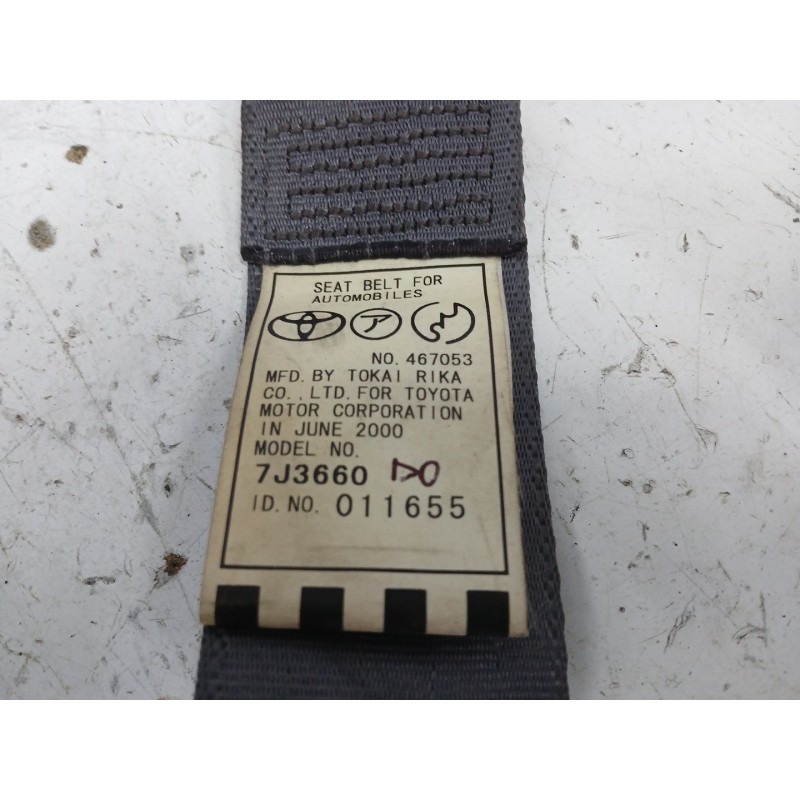 SEAT BELT FOR
AUTOMOBILES
ア
NO. 467053
MFD. BY TOKAI RIKA
CO., LTD. FOR TOYOTA
MOTOR CORPORATION
IN JUNE 2000
MODEL NO.
7J3660
ID. NO. 011655